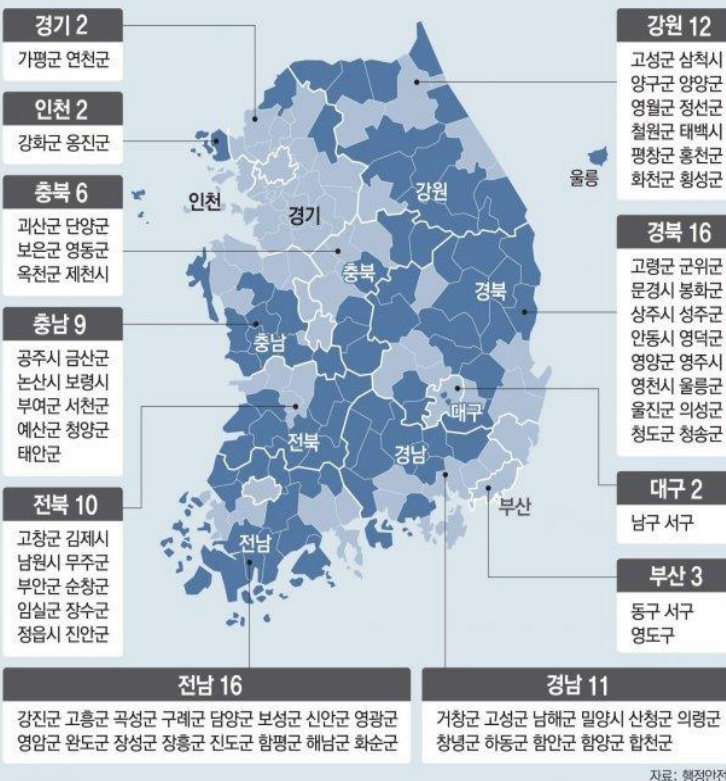 경기 2
가평군 연천군
인천 2
강화군 옹진군
충북 6
괴산군 단양군
보은군 영동군
옥천군 제천시
충남 9
공주시 금산군
논산시 보령시
부여군 서천군
예산군 청양군
태안군
전북 10
고창군 김제시
남원시 무주군
부안군 순창군
임실군 장수군
정읍시 진안군
인천
경기
강원
울릉
충북
경북
충남
대구
전북
경남
부산
전남
강원 12
고성군 삼척시
양구군 양양군
영월군 정선군
철원군 태백시
평창군 홍천군
화천군 횡성군
경북 16
고령군 군위군
문경시 봉화군
상주시 성주군
안동시 영덕군
영양군 영주시
영천시 울릉군
울진군 의성군
청도군 청송군
대구 2
남구 서구
부산 3
동구 서구
영도구
전남 16
강진군 고흥군 곡성군 구례군 담양군 보성군 신안군 영광군
영암군 완도군 장성군 장흥군 진도군 함평군 해남군 화순군
경남 11
거창군 고성군 남해군 밀양시 산청군 의령군
창녕군 하동군 함안군 함양군 합천군
자료: 행정안전